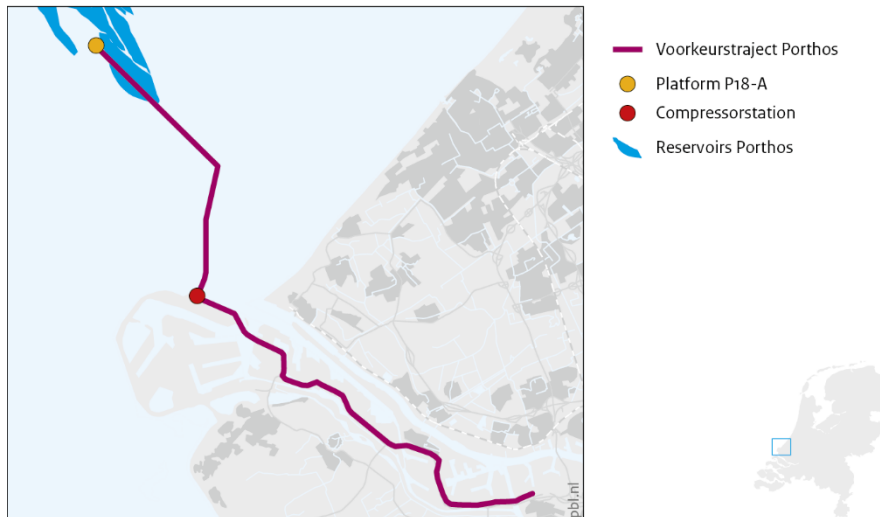 Voorkeurstraject Porthos
Platform P18-A
Compressorstation
Reservoirs Porthos
pbl.nl